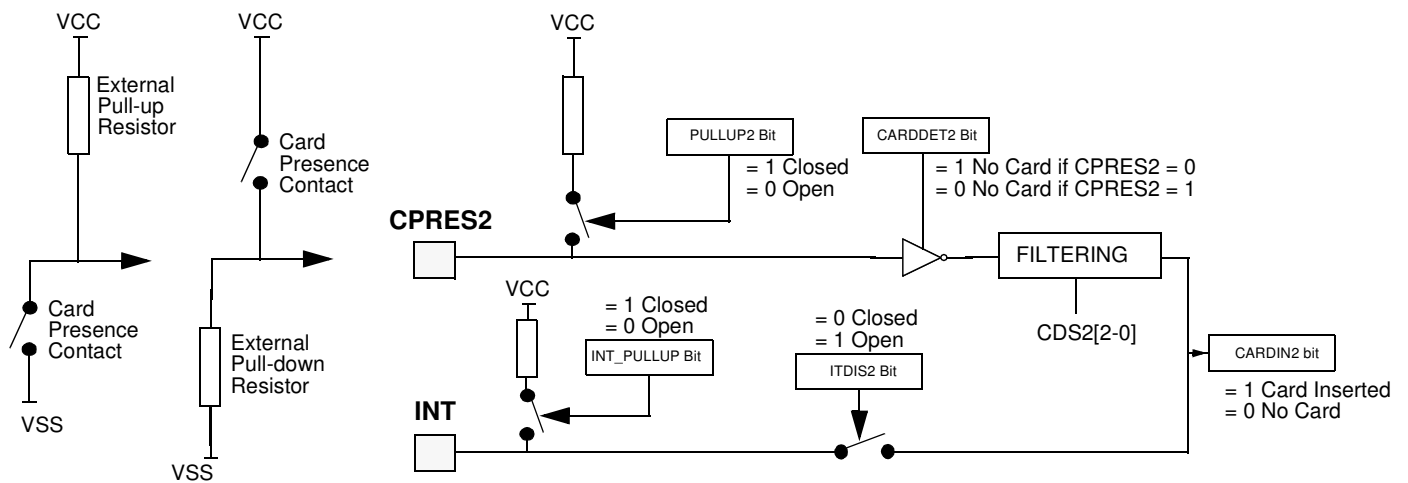 VCC
External
Pull-up
Resistor
Card
Presence
Contact
VSS
VCC
Card
Presence
Contact
External
Pull-down
Resistor
VSS
VCC
PULLUP2 Bit
= 1 Closed
= 0 Open
CARDDET2 Bit
= 1 No Card if CPRES2 = 0
= 0 No Card if CPRES2 = 1
CPRES2
FILTERING
CDS2[2-0]
VCC
= 1 Closed
= 0 Open
INT_PULLUP Bit
= 0 Closed
= 1 Open
ITDIS2 Bit
INT
CARDIN2 bit
= 1 Card Inserted
= 0 No Card